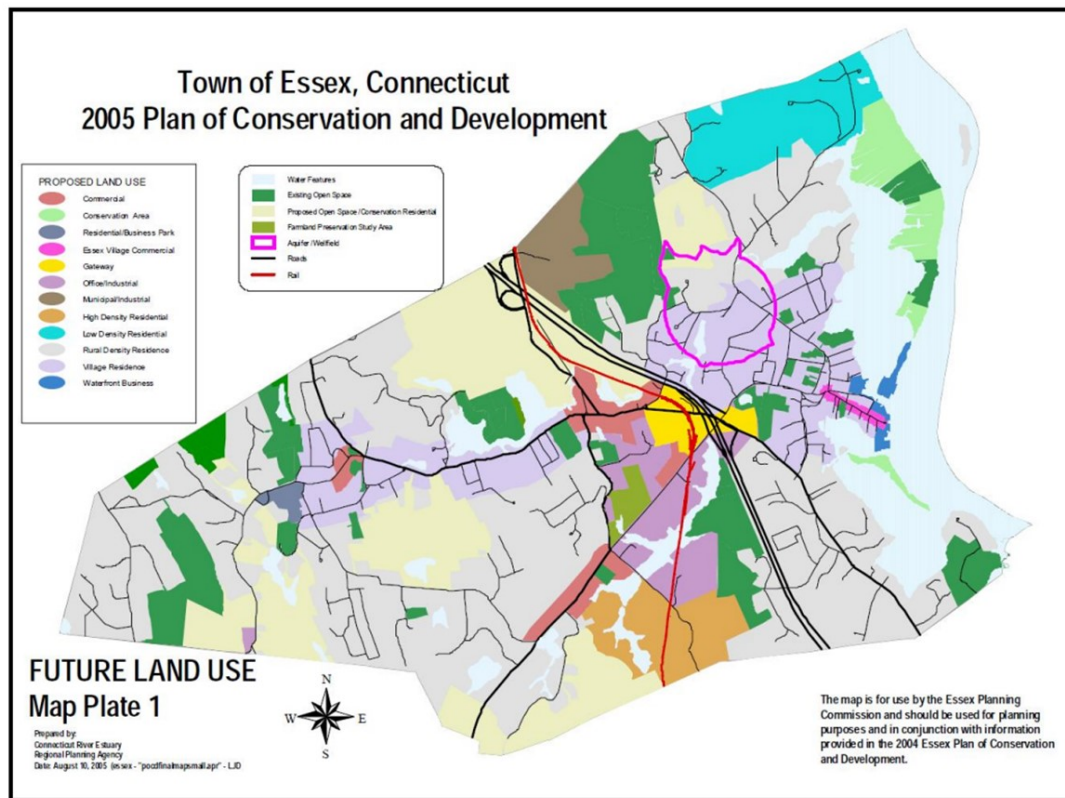 Town of Essex, Connecticut
2005 Plan of Conservation and Development
PROPOSED LAND USE
Commercial
Conservation Area
Residential/Business Park
Essex Village Commercial
Gateway
Office/Industrial
Municipal/Industrial
High Density Residential
Low Density Residential
Rural Density Residence
Village Residence
Waterfront Business
Water Features
Existing Open Space
Proposed Open Space/Conservation Residential
Farmland Preservation Study Area
Aquifer/Wellfield
Roads
Rail
FUTURE LAND USE
Map Plate 1
Prepared by:
Connecticut River Estuary
Regional Planning Agency
Date: August 10, 2005 (essex - "pocdfinalmapsmall.apr" - LJD
N
W
E
S
The map is for use by the Essex Planning
Commission and should be used for planning
purposes and in conjunction with information
provided in the 2004 Essex Plan of Conservation
and Development.